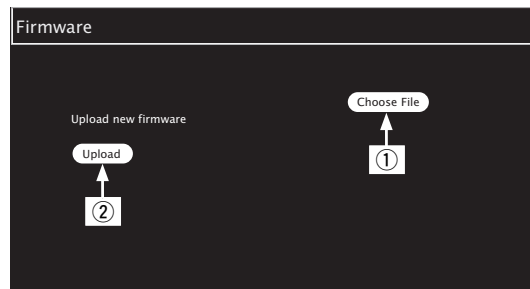 Firmware
Choose File
Upload new firmware
Upload
①
②